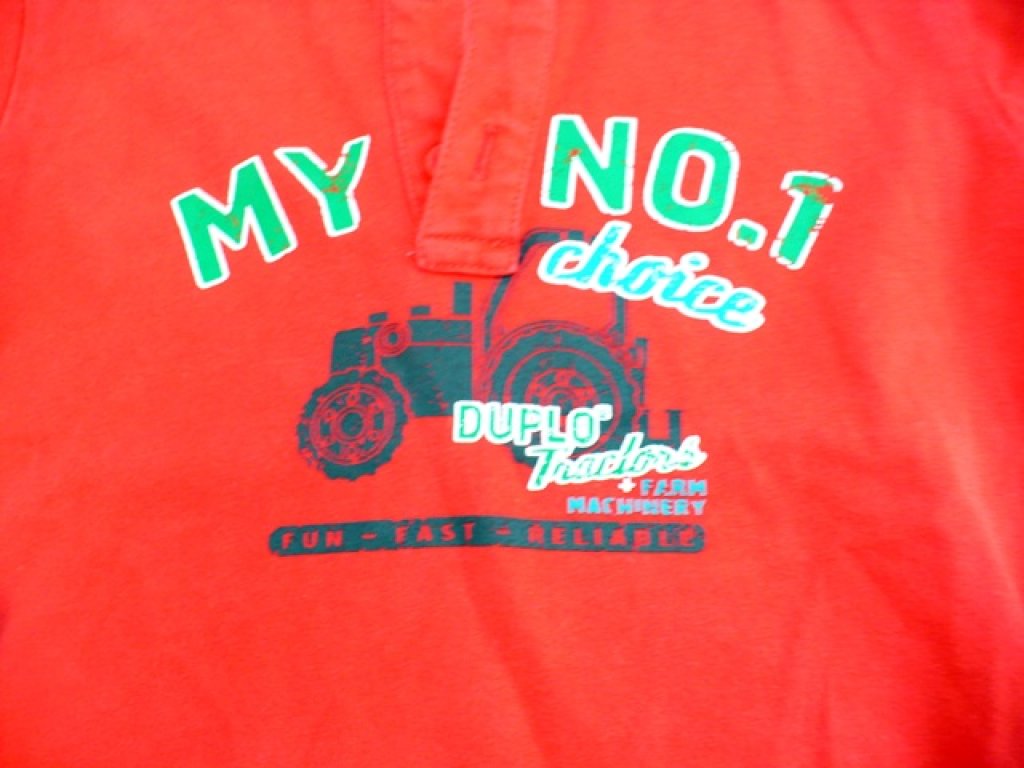 MY NO.1
choice
DUPLO®
Tractors
+ FARM
MACHINERY
FUN - FAST - RELIABLE